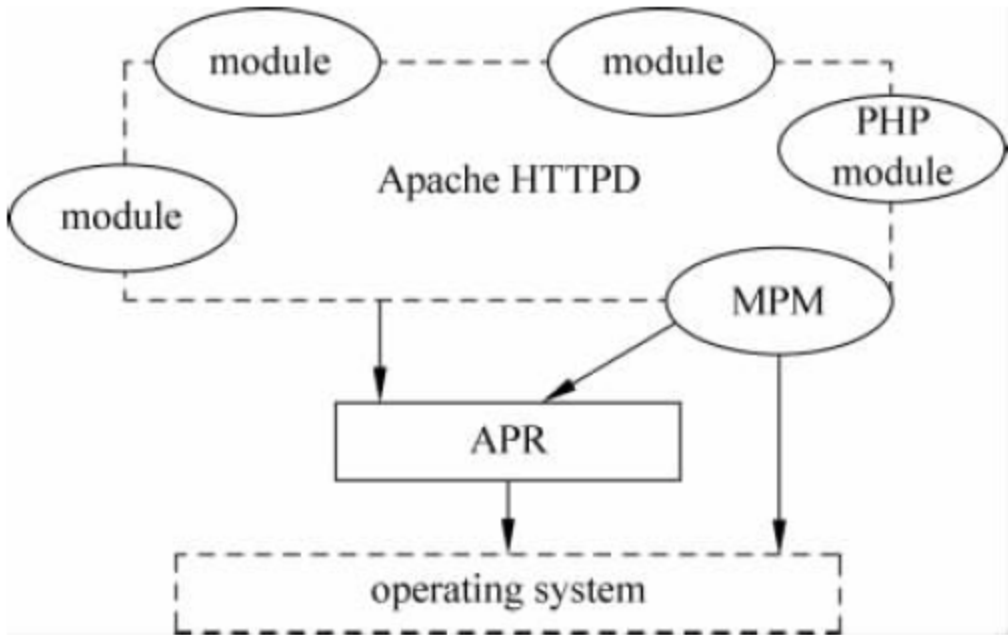 module
module
PHP
module
Apache HTTPD
module
MPM
APR
operating system